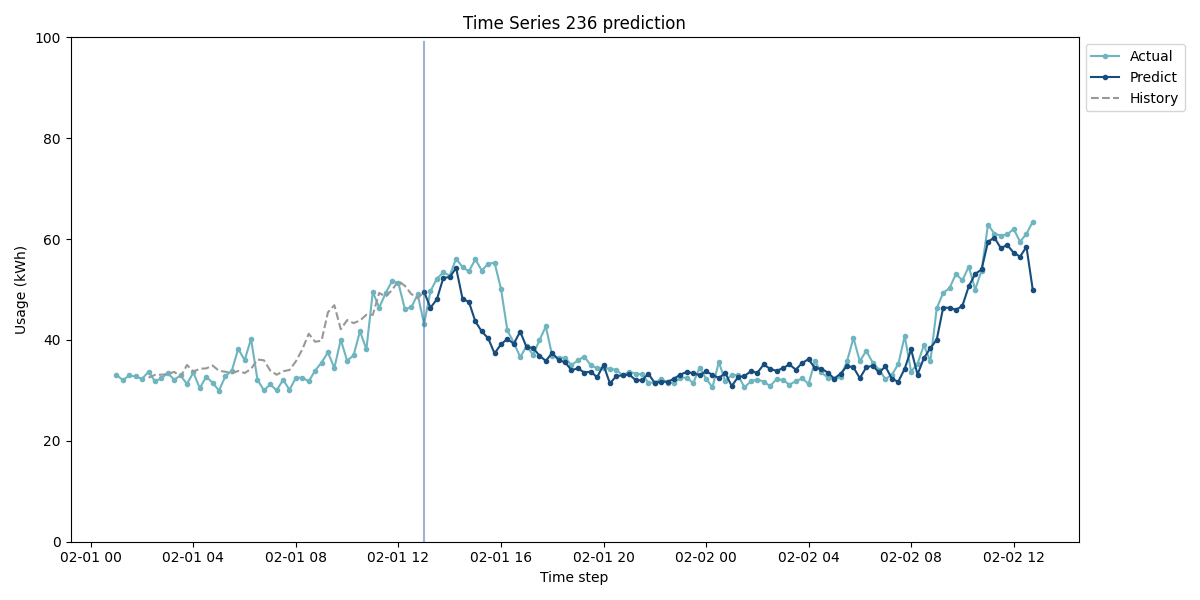 Time Series 236 prediction
100
80
60
40
20
0
Usage (kWh)
02-01 00 02-01 04 02-01 08 02-01 12 02-01 16 02-01 20 02-02 00 02-02 04 02-02 08 02-02 12
Time step
Actual
Predict
History